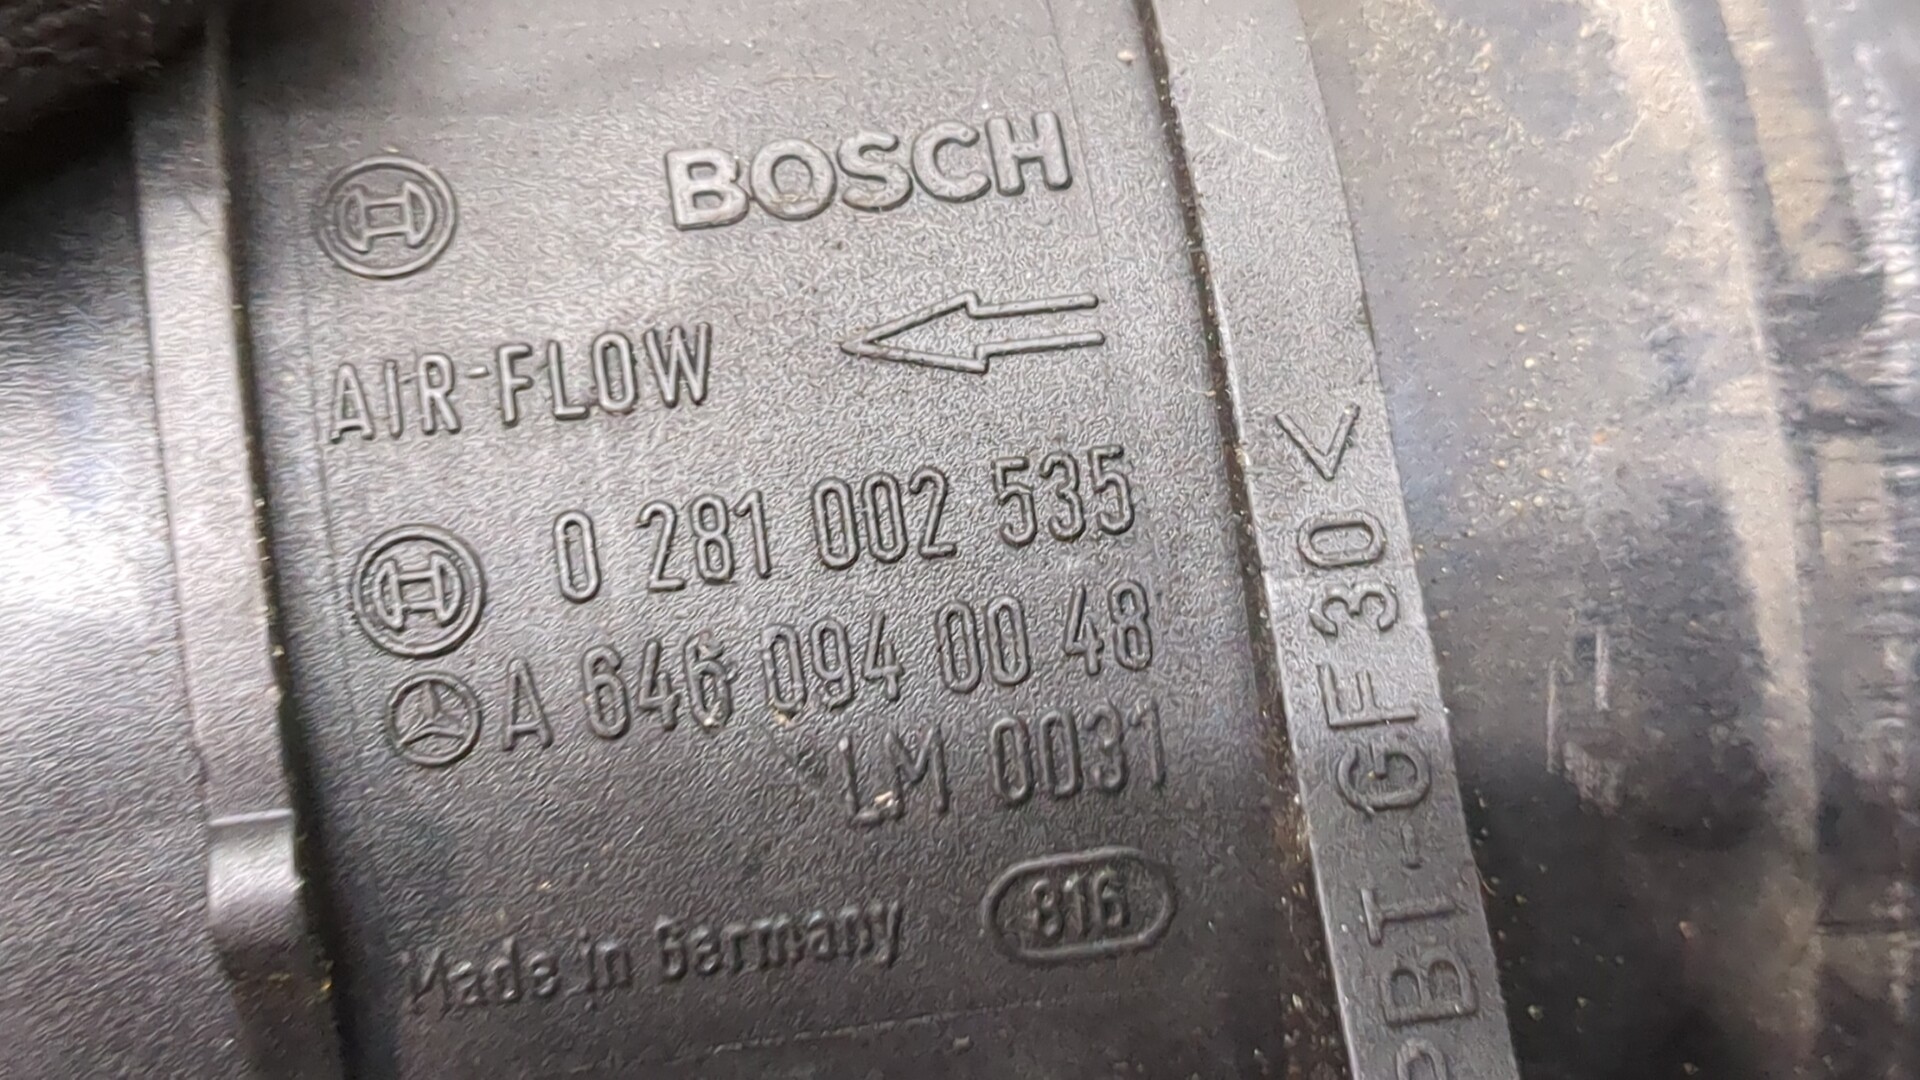 BOSCH
AIR-FLOW
0 281 002 535
A 646 094 00 48
LM 0031
Made in Germany 816
PBT-GF 30<